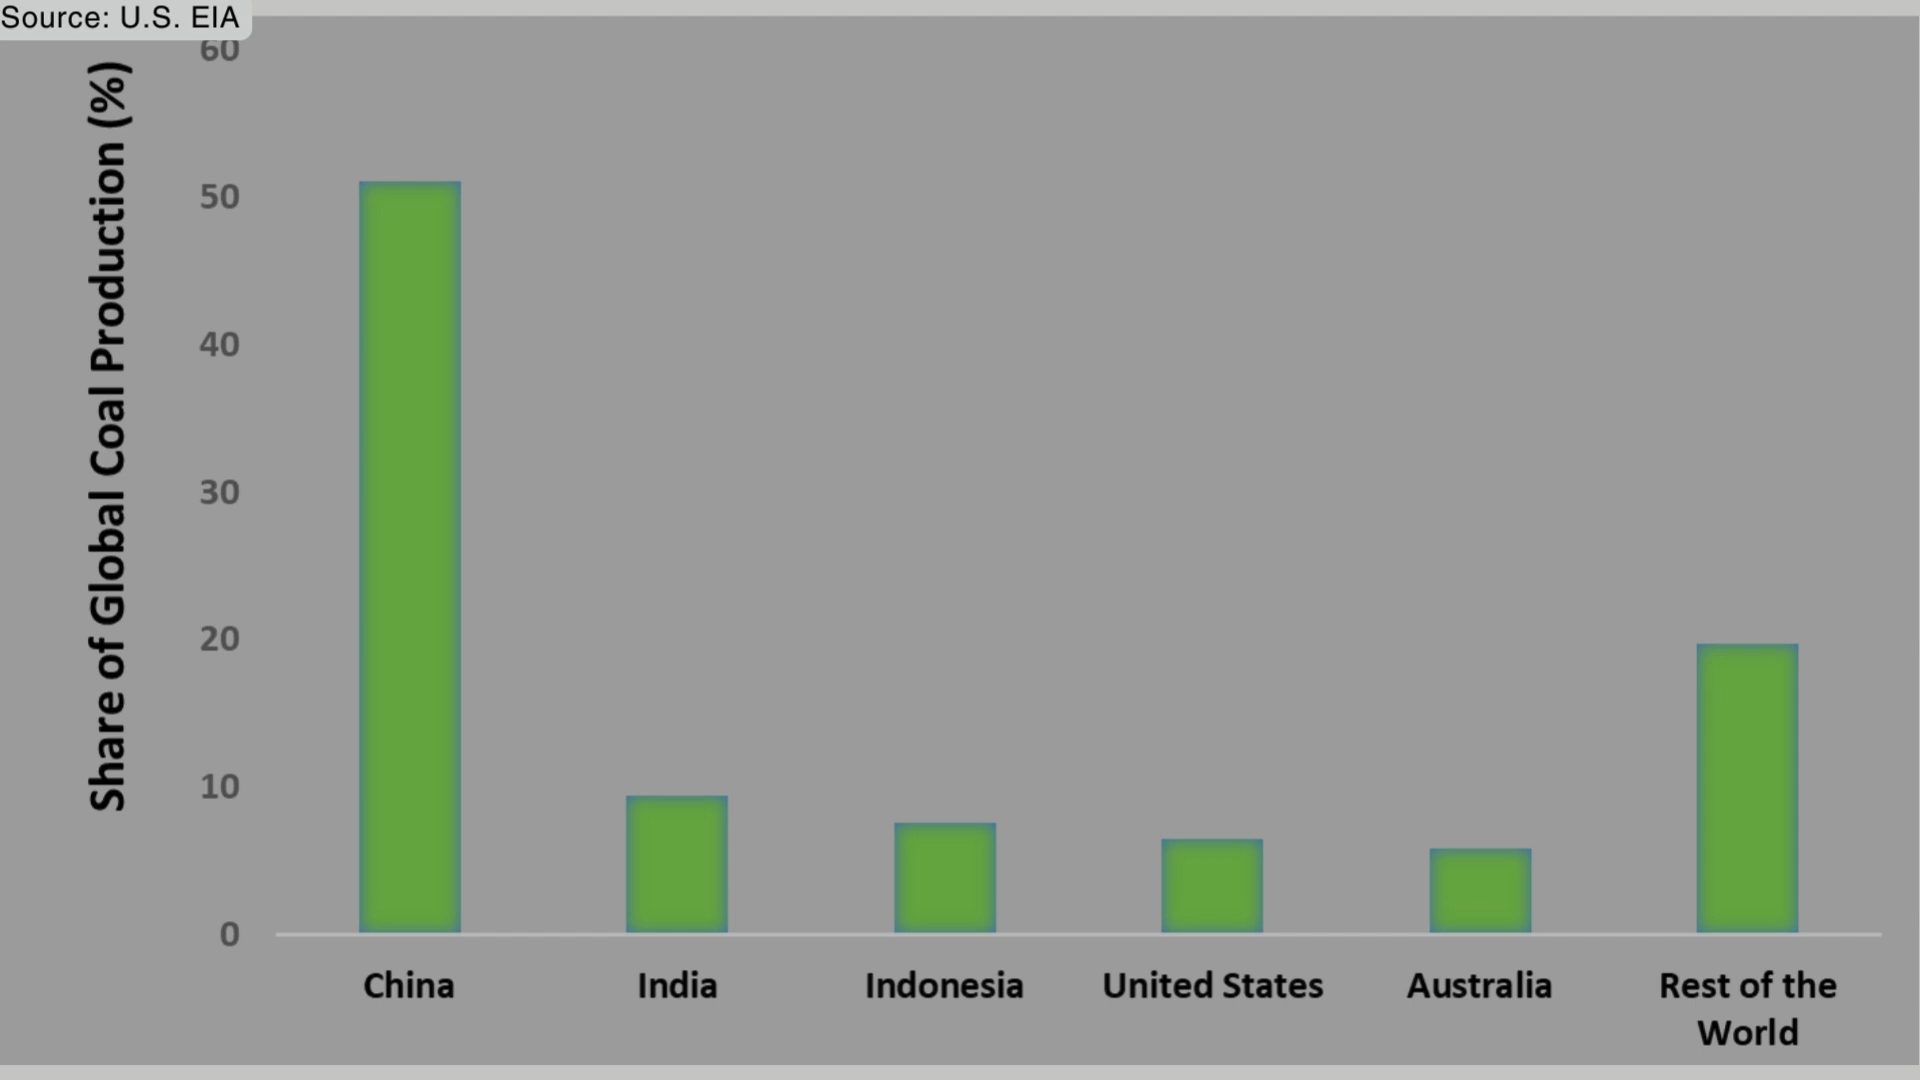 Source: U.S. EIA
Share of Global Coal Production (%)
60
50
40
30
20
10
0
China
India
Indonesia
United States
Australia
Rest of the
World